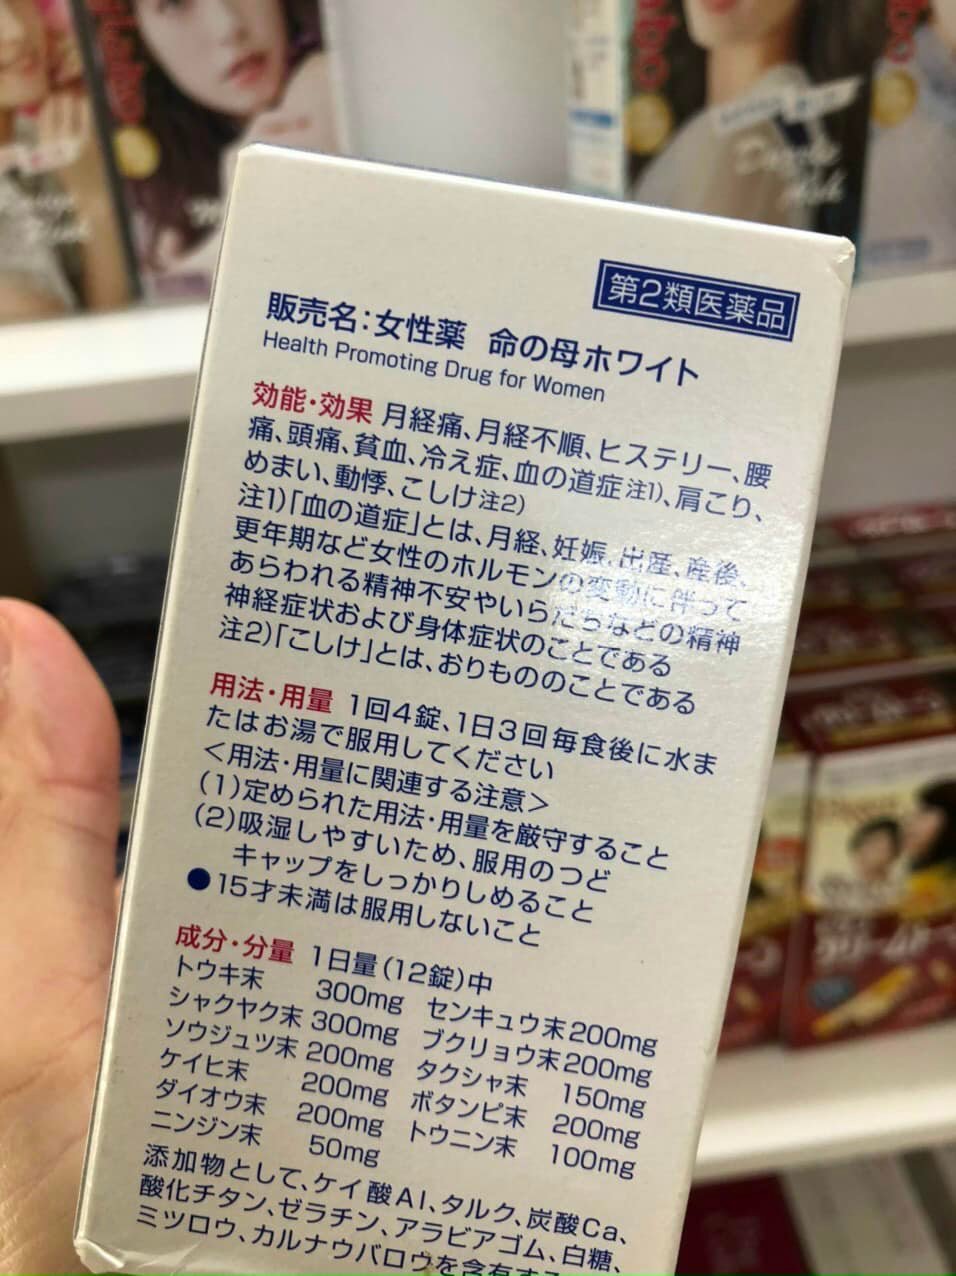 第2類医薬品
販売名:女性薬 命の母ホワイト
Health Promoting Drug for Women
効能・効果 月経痛、月経不順、ヒステリー、腰
痛、頭痛、貧血、冷え症、血の道症注1)、肩こり、
めまい、動悸、こしけ注2)
注1)「血の道症」とは、月経、妊娠、出産、産後、
更年期など女性のホルモンの変動に伴って
あらわれる精神不安やいらだちなどの精神
神経症状および身体症状のことである
注2)「こしけ」とは、おりもののことである
用法・用量 1回4錠、1日3回毎食後に水ま
たはお湯で服用してください
<用法・用量に関連する注意>
(1)定められた用法・用量を厳守すること
(2)吸湿しやすいため、服用のつど
キャップをしっかりしめること
●15才未満は服用しないこと
成分・分量 1日量(12錠)中
トウキ末 300mg センキュウ末 200mg
シャクヤク末 300mg ブクリョウ末 200mg
ソウジュツ末 200mg タクシャ末 150mg
ケイヒ末 200mg ボタンピ末 200mg
ダイオウ末 200mg トウニン末 100mg
ニンジン末 50mg
添加物として、ケイ酸Al、タルク、炭酸Ca、
酸化チタン、ゼラチン、アラビアゴム、白糖、
ミツロウ、カルナウバロウを含有する